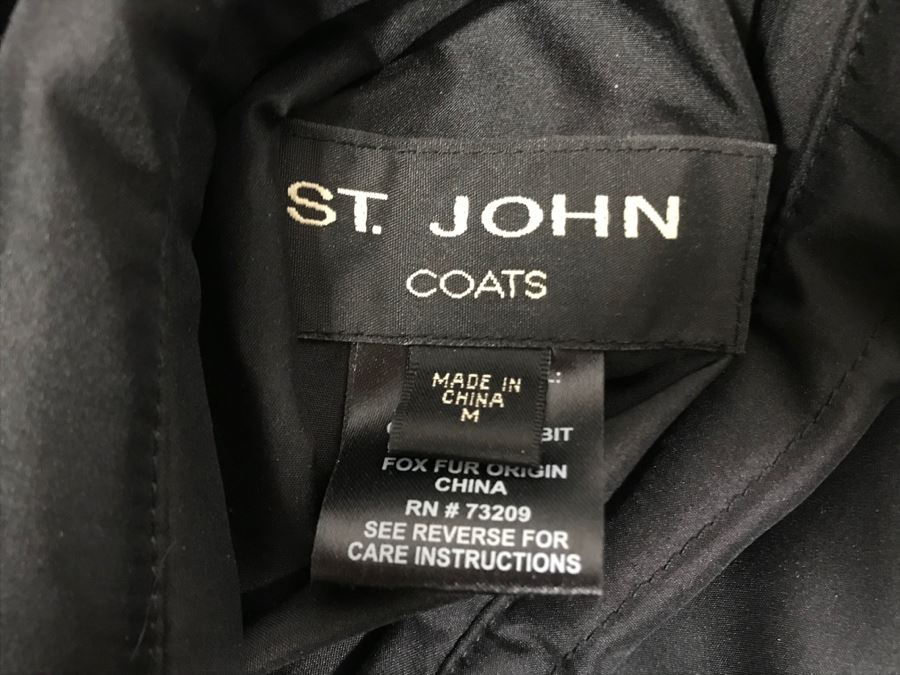 ST. JOHN
COATS
MADE IN
CHINA
M
FOX FUR ORIGIN
CHINA
RN # 73209
SEE REVERSE FOR
CARE INSTRUCTIONS